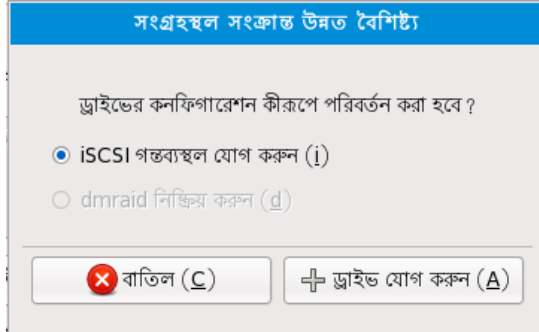 সংগ্রহস্থল সংক্রান্ত উন্নত বৈশিষ্ট্য
ড্রাইভের কনফিগারেশন কীরূপে পরিবর্তন করা হবে ?
iSCSI গন্তব্যস্থল যোগ করুন (i)
dmraid নিষ্ক্রিয় করুন (d)
বাতিল (C)
ড্রাইভ যোগ করুন (A)